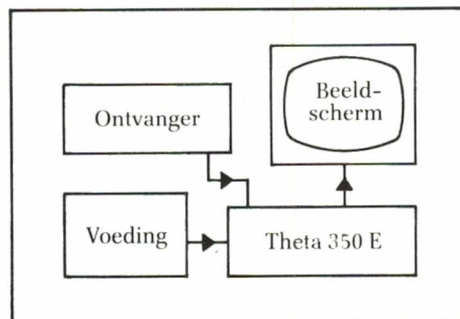 Beeld-
scherm
Ontvanger
Voeding
Theta 350 E